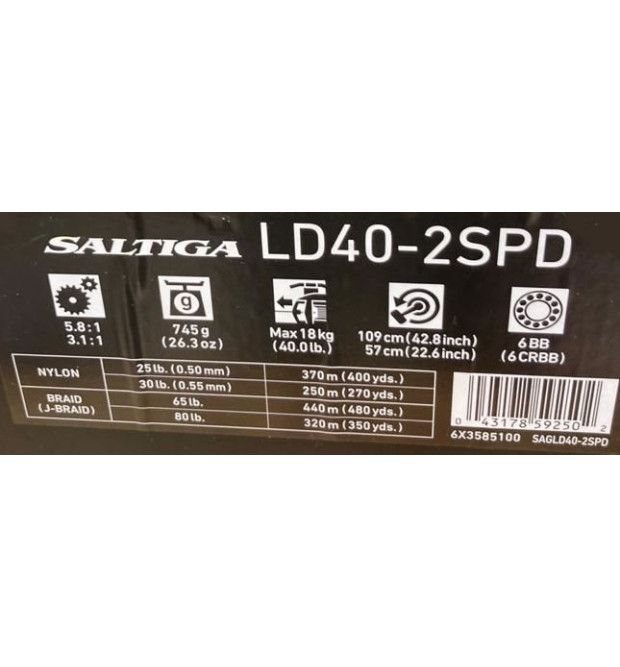 SALTIGA LD40-2SPD
g
5.8:1
3.1:1
745g
(26.3oz)
Max 18kg
(40.0lb.)
109cm (42.8inch)
57cm (22.6inch)
6BB
(6CRBB)
NYLON
25lb. (0.50mm)
370m (400yds.)
30lb. (0.55mm)
250m (270yds.)
BRAID
(J-BRAID)
65lb.
440m (480yds.)
80lb.
320m (350yds.)
0 43178 59250 2
6X3585100 SAGLD40-2SPD